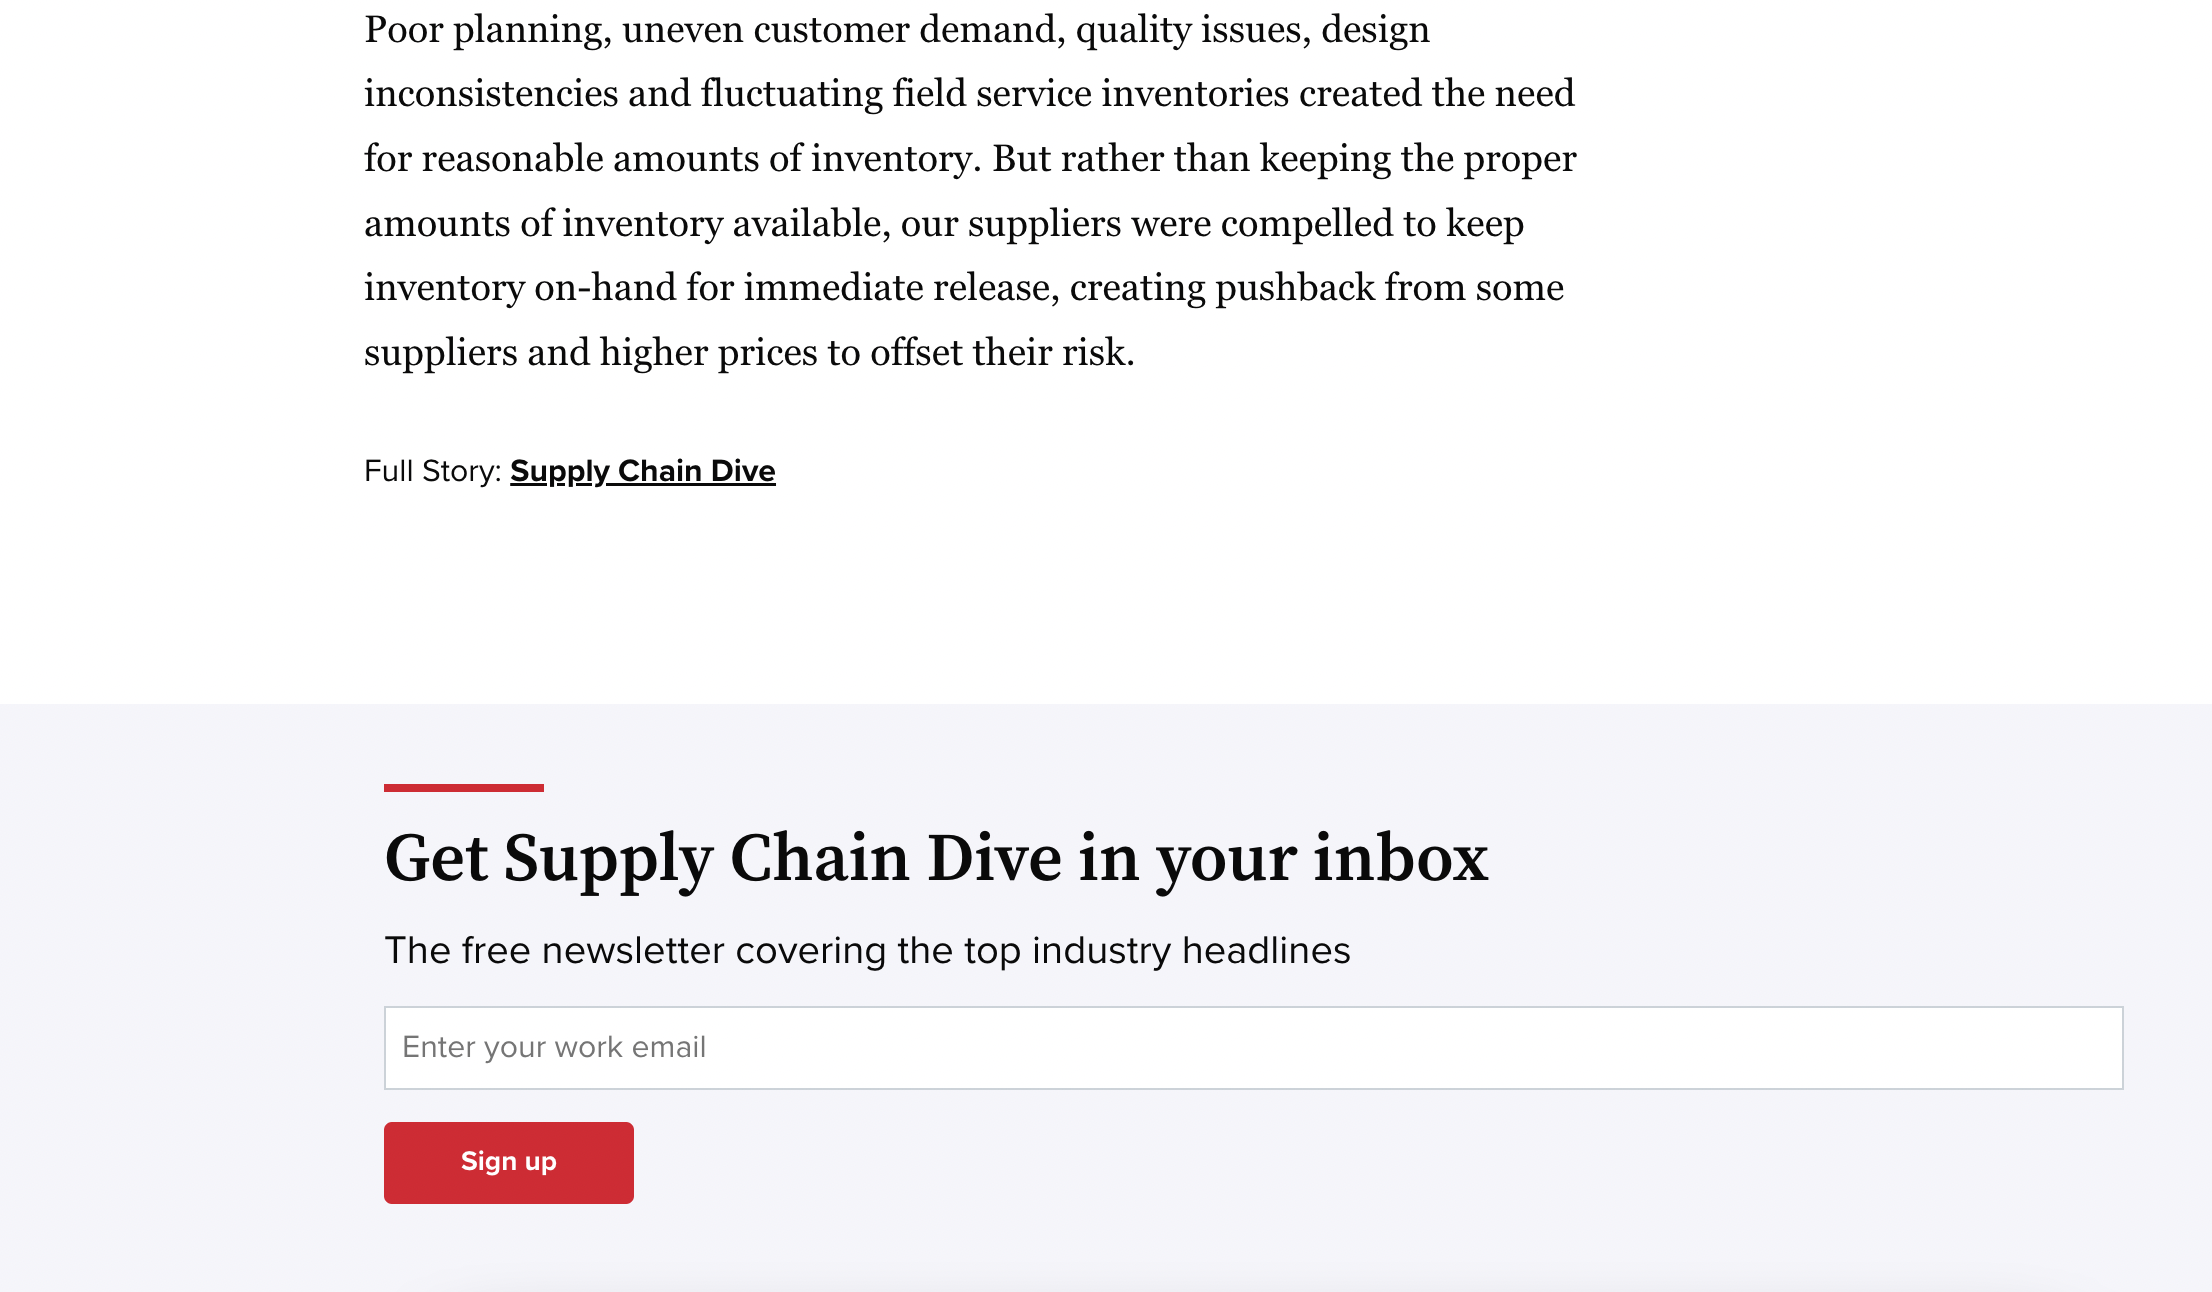 Poor planning, uneven customer demand, quality issues, design
inconsistencies and fluctuating field service inventories created the need
for reasonable amounts of inventory. But rather than keeping the proper
amounts of inventory available, our suppliers were compelled to keep
inventory on-hand for immediate release, creating pushback from some
suppliers and higher prices to offset their risk.
Full Story: Supply Chain Dive
Get Supply Chain Dive in your inbox
The free newsletter covering the top industry headlines
Enter your work email
Sign up